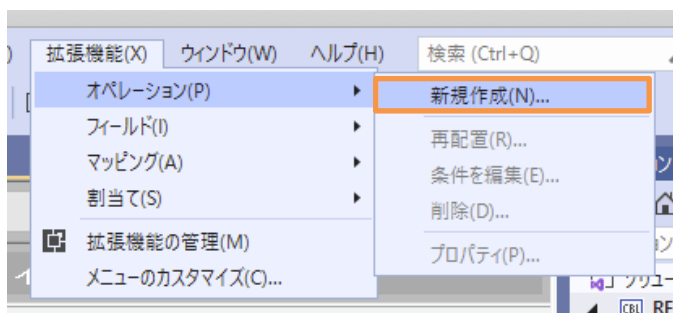 拡張機能(X) ウィンドウ(W) ヘルプ(H) 検索 (Ctrl+Q)
オペレーション(P)
フィールド(I)
マッピング(A)
割当て(S)
拡張機能の管理(M)
メニューのカスタマイズ(C)...
新規作成(N)...
再配置(R)...
条件を編集(E)...
削除(D)...
プロパティ(P)...